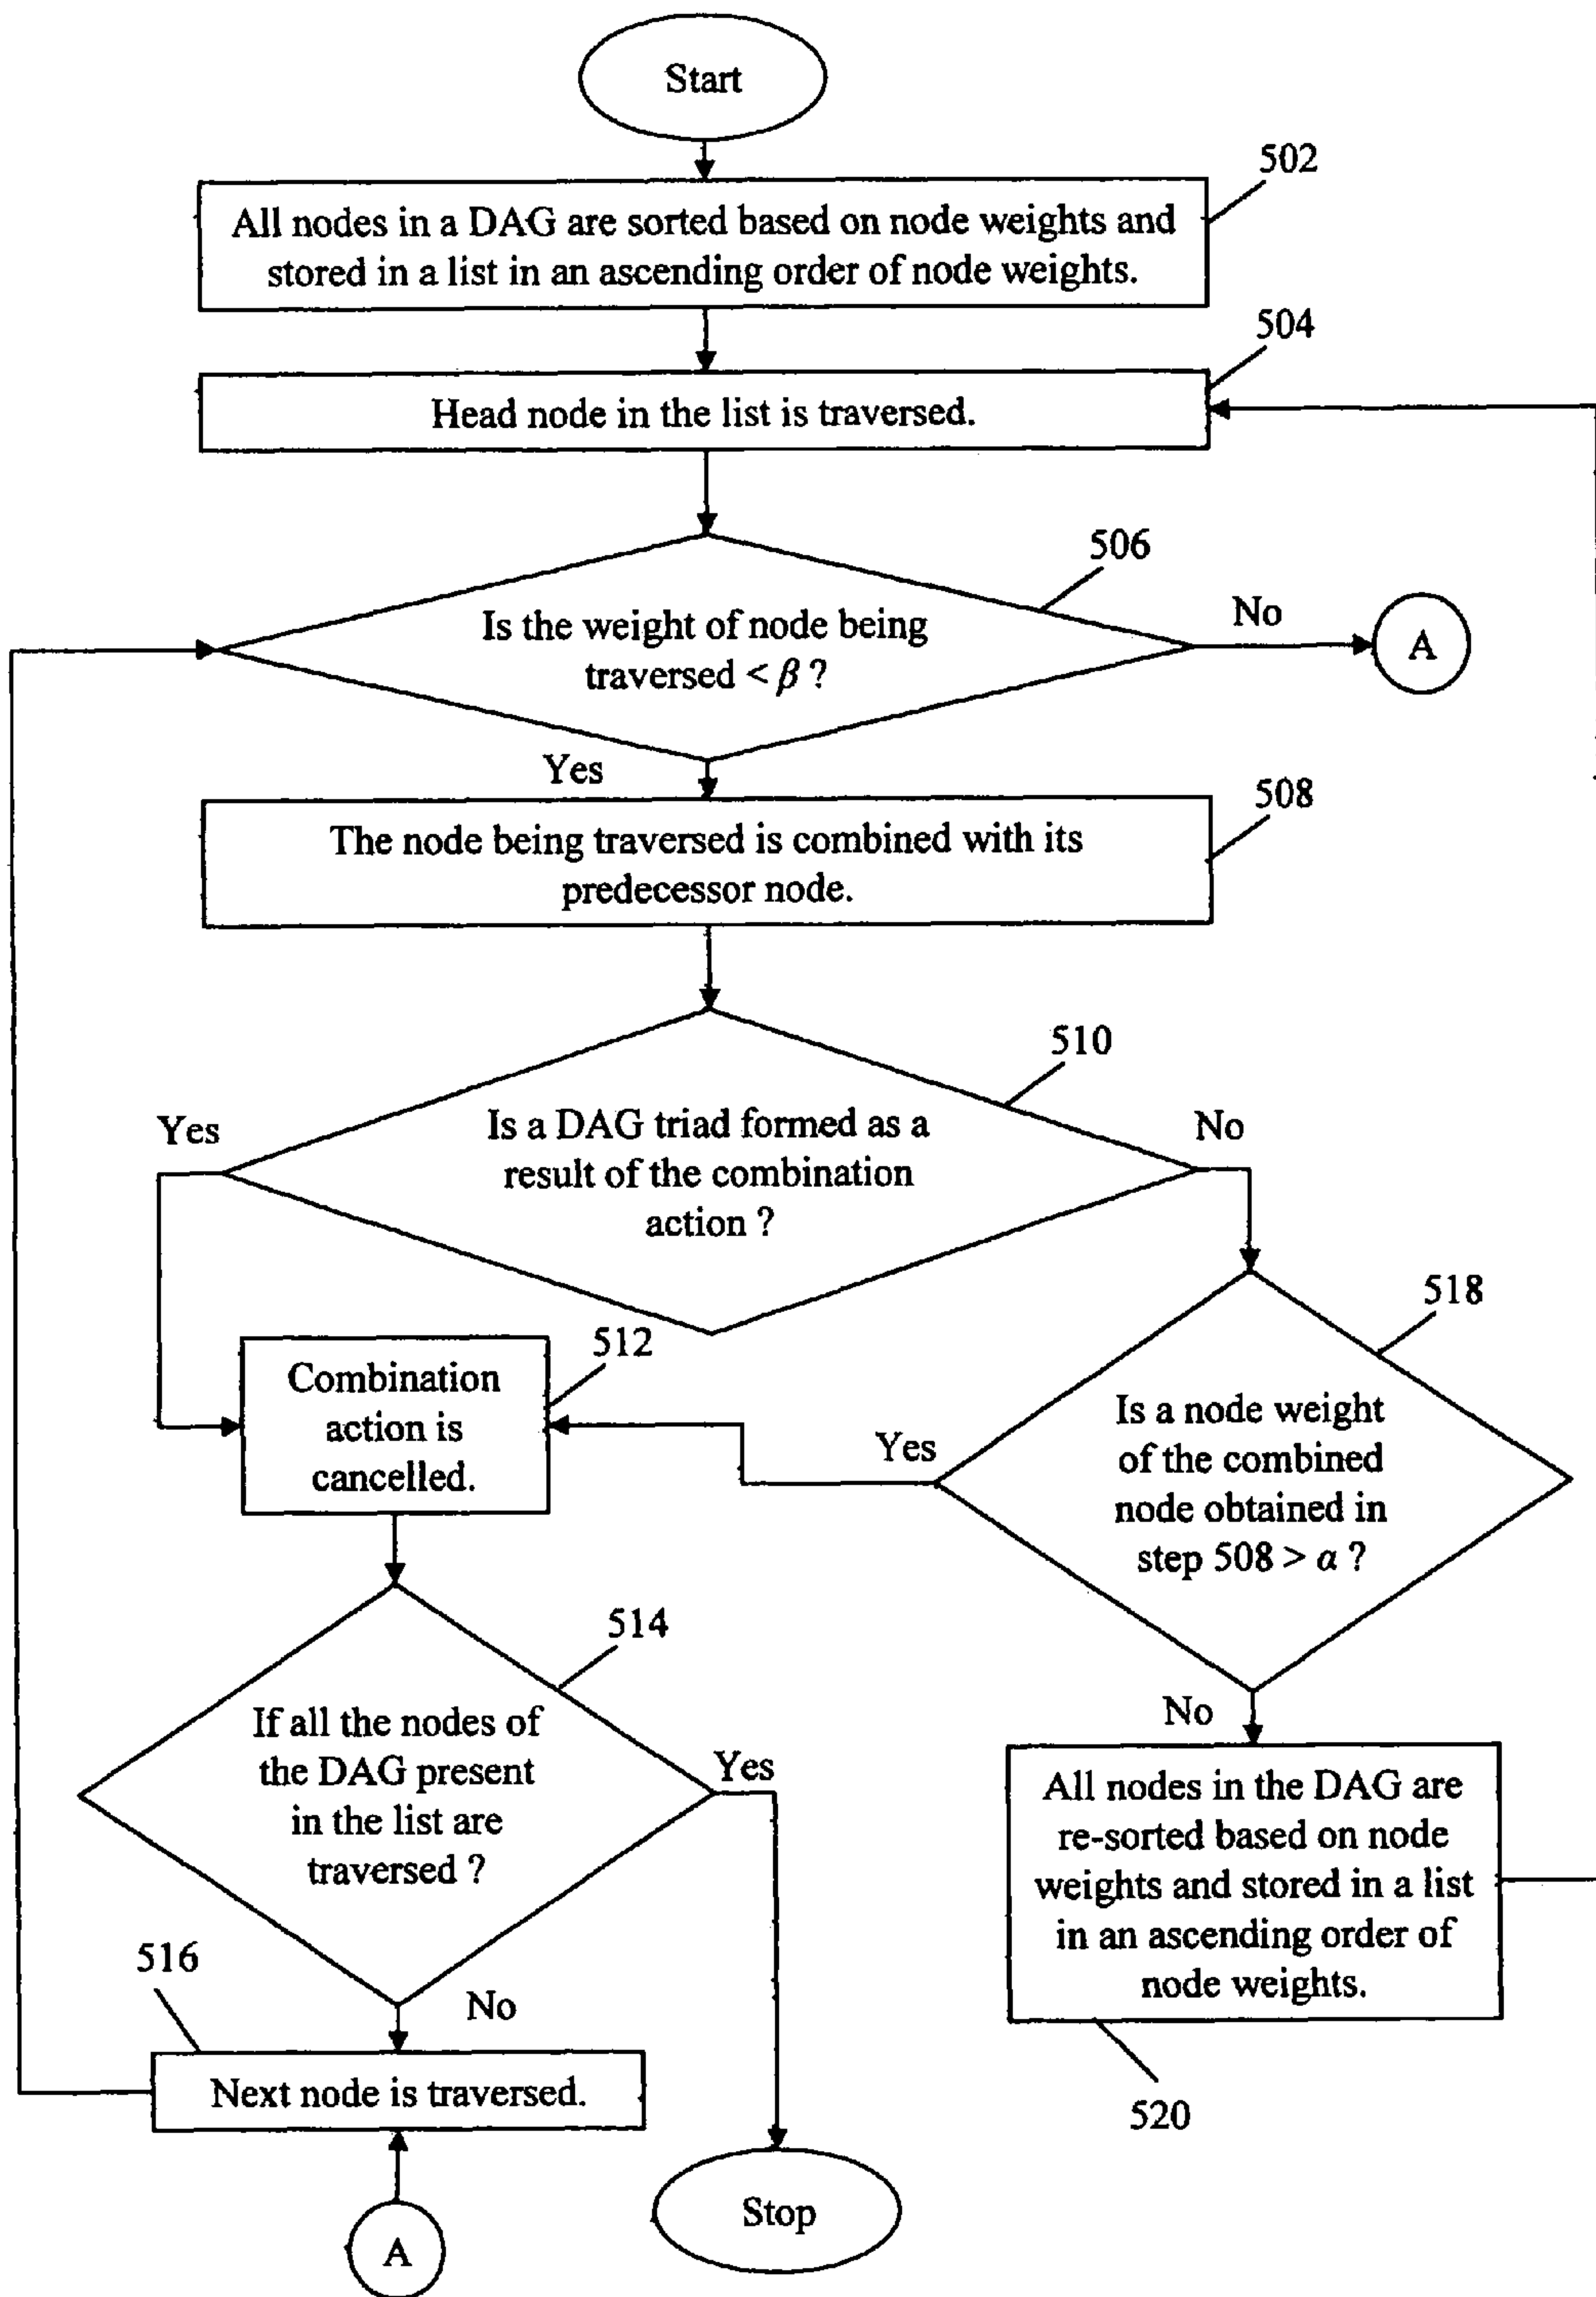 Start
502
All nodes in a DAG are sorted based on node weights and
stored in a list in an ascending order of node weights.
504
Head node in the list is traversed.
506
Is the weight of node being
traversed < β ?
No
A
Yes
508
The node being traversed is combined with its
predecessor node.
510
Is a DAG triad formed as a
result of the combination
action ?
Yes
No
512
Combination
action is
cancelled.
518
Is a node weight
of the combined
node obtained in
step 508 > α ?
Yes
No
514
If all the nodes of
the DAG present
in the list are
traversed ?
Yes
No
All nodes in the DAG are
re-sorted based on node
weights and stored in a list
in an ascending order of
node weights.
520
516
Next node is traversed.
A
Stop